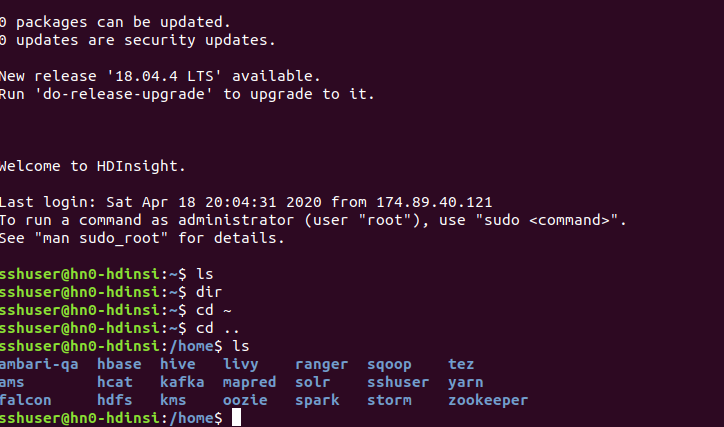 0 packages can be updated.
0 updates are security updates.
New release '18.04.4 LTS' available.
Run 'do-release-upgrade' to upgrade to it.
Welcome to HDInsight.
Last login: Sat Apr 18 20:04:31 2020 from 174.89.40.121
To run a command as administrator (user "root"), use "sudo <command>".
See "man sudo_root" for details.
sshuser@hn0-hdinsi:~$ ls
sshuser@hn0-hdinsi:~$ dir
sshuser@hn0-hdinsi:~$ cd ~
sshuser@hn0-hdinsi:~$ cd ..
sshuser@hn0-hdinsi:/home$ ls
ambari-qa hbase hive livy ranger sqoop tez
ams hcat kafka mapred solr sshuser yarn
falcon hdfs kms oozie spark storm zookeeper
sshuser@hn0-hdinsi:/home$